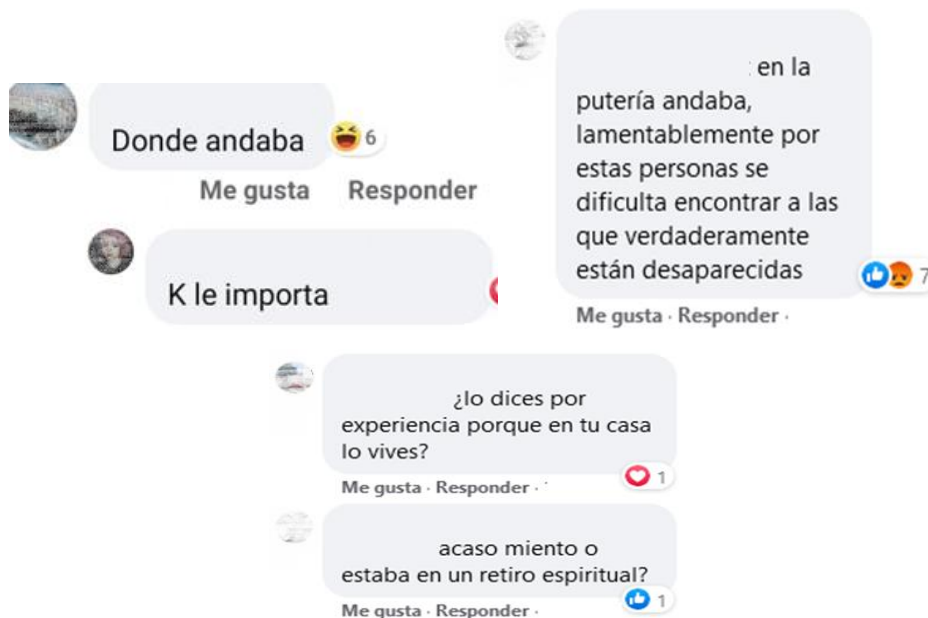 Donde andaba
6
Me gusta Responder
K le importa
en la
putería andaba,
lamentablemente por
estas personas se
dificulta encontrar a las
que verdaderamente
están desaparecidas
7
Me gusta · Responder ·
¿lo dices por
experiencia porque en tu casa
lo vives?
1
Me gusta · Responder ·
acaso miento o
estaba en un retiro espiritual?
1
Me gusta · Responder ·